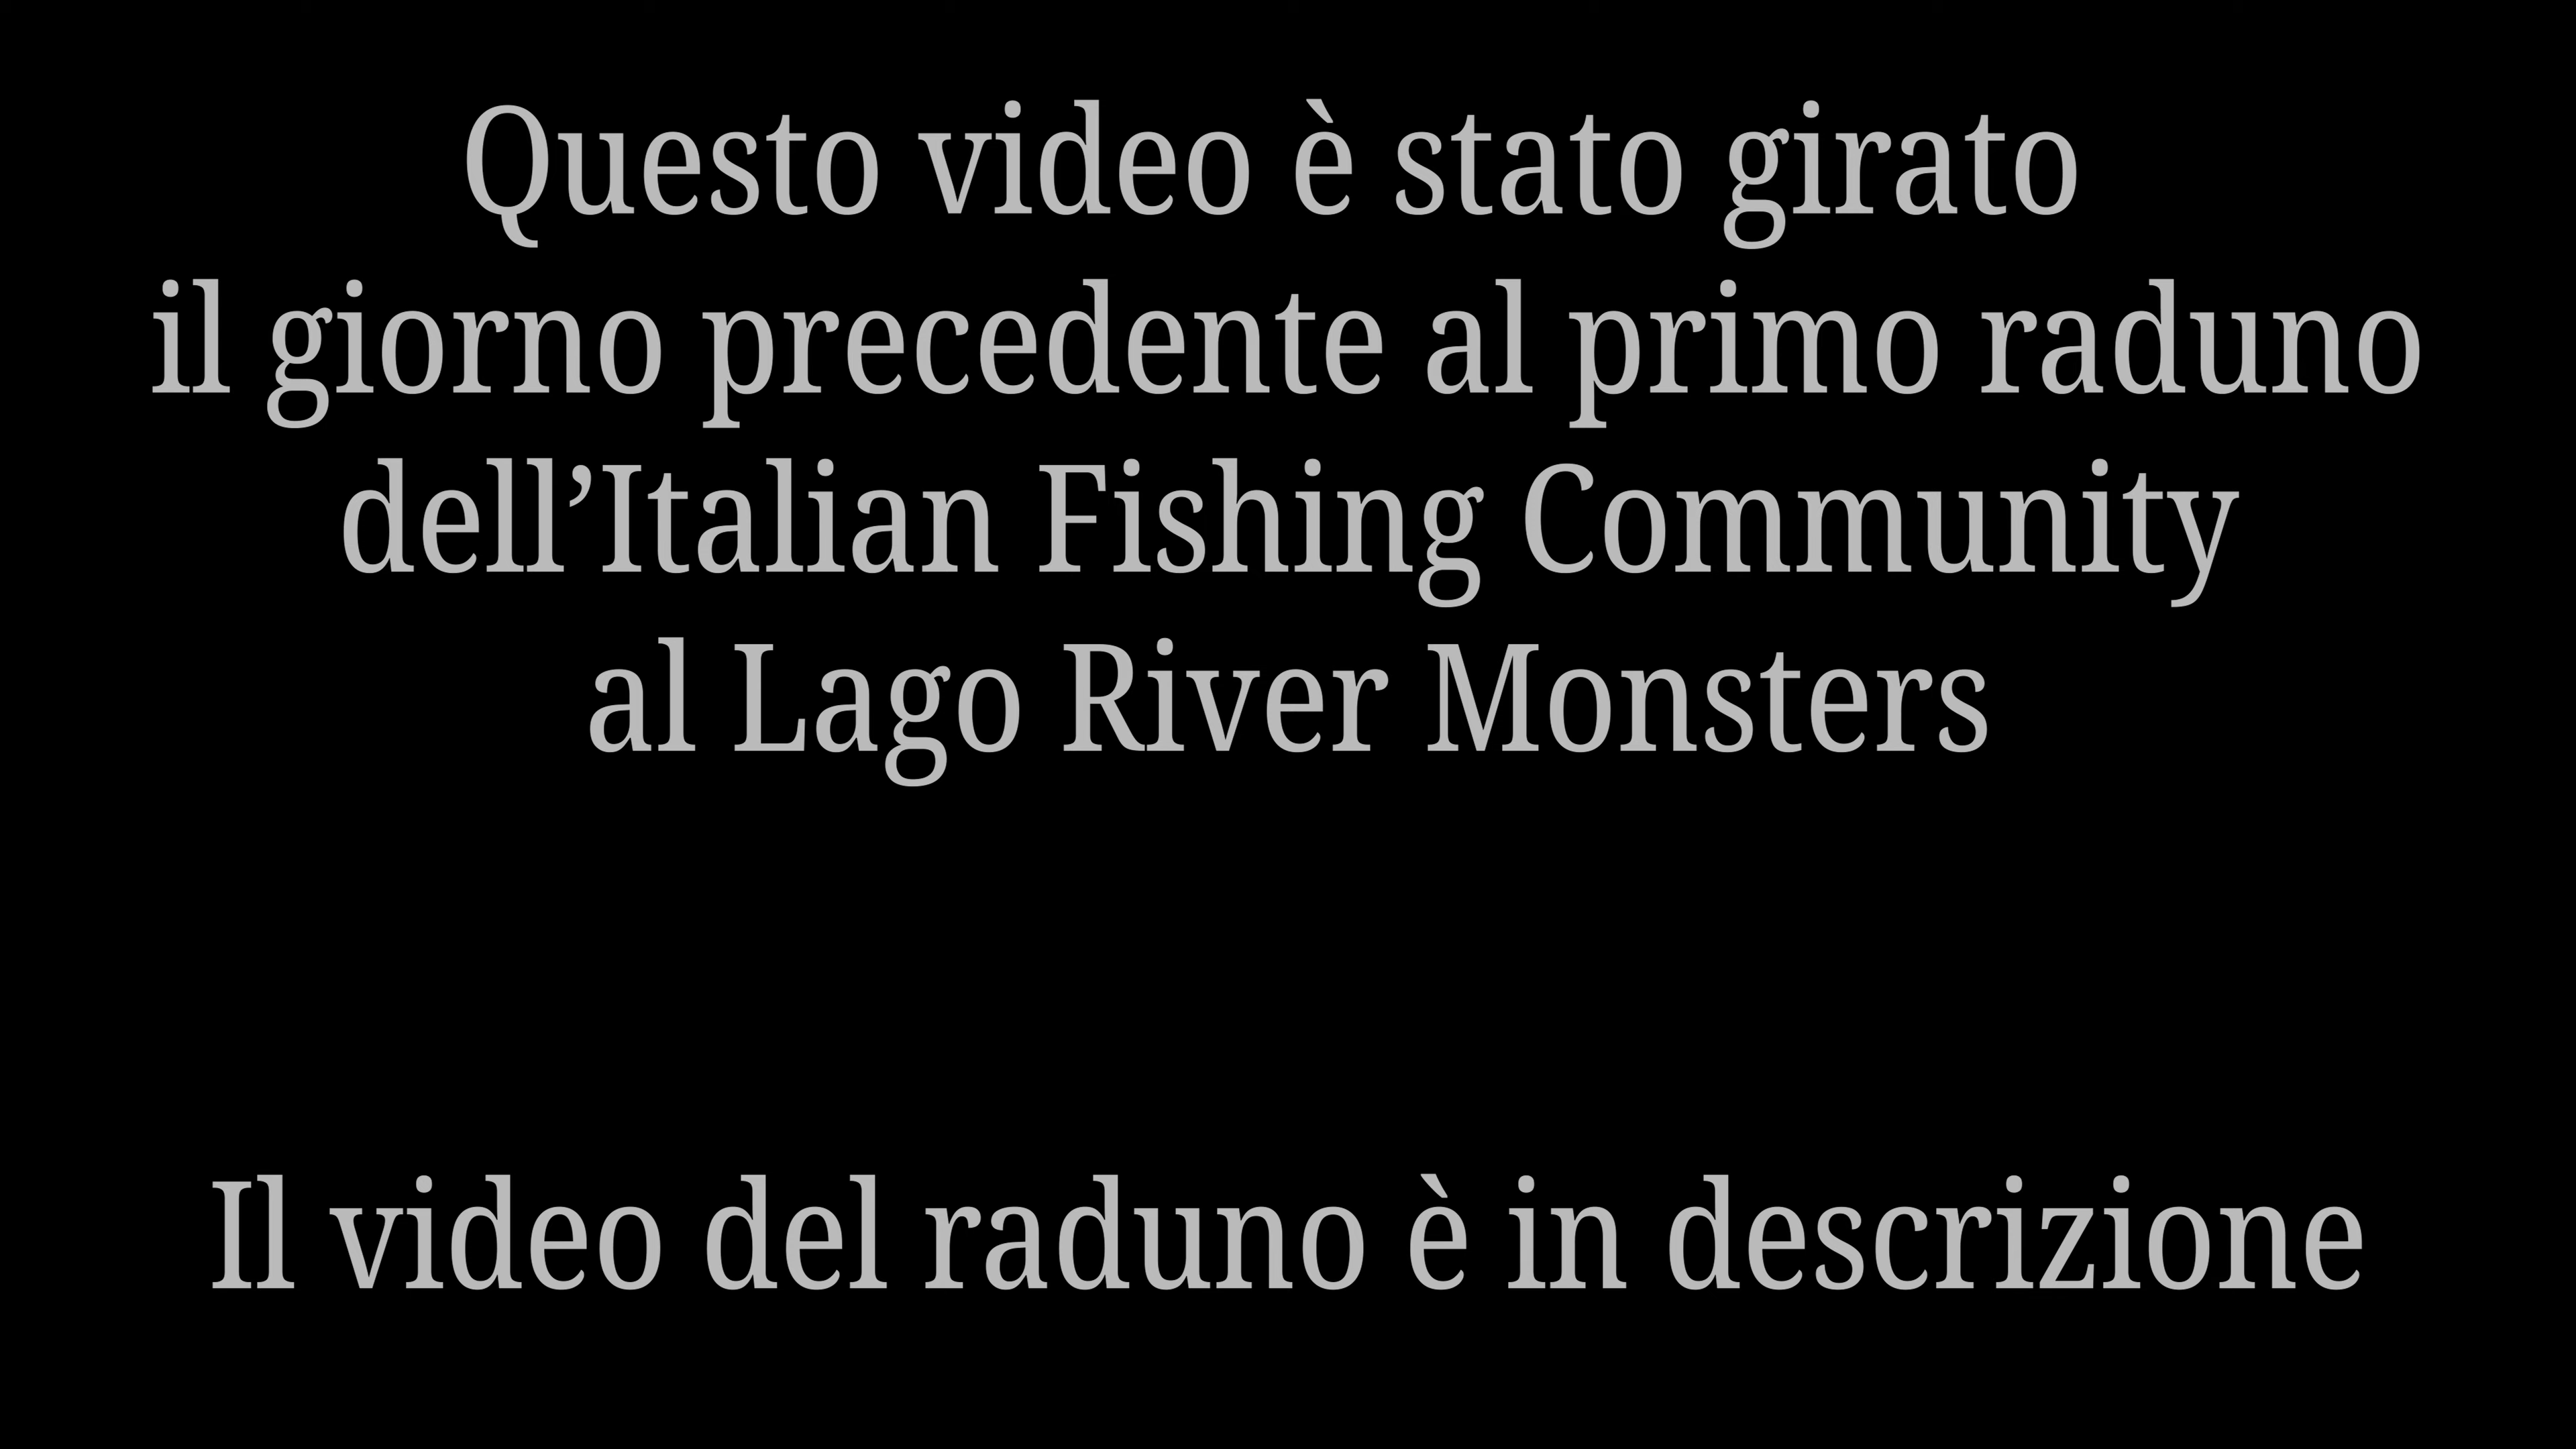 Questo video è stato girato
il giorno precedente al primo raduno
dell’Italian Fishing Community
al Lago River Monsters
Il video del raduno è in descrizione